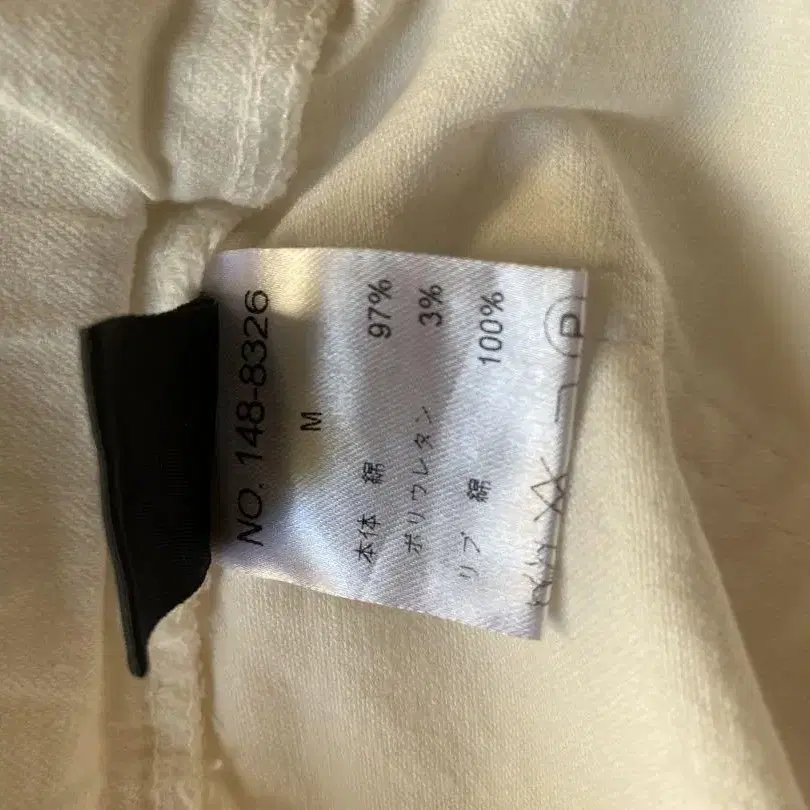 NO. 148-8326
M
本体 綿 97%
ポリウレタン 3%
リブ 綿 100%
P